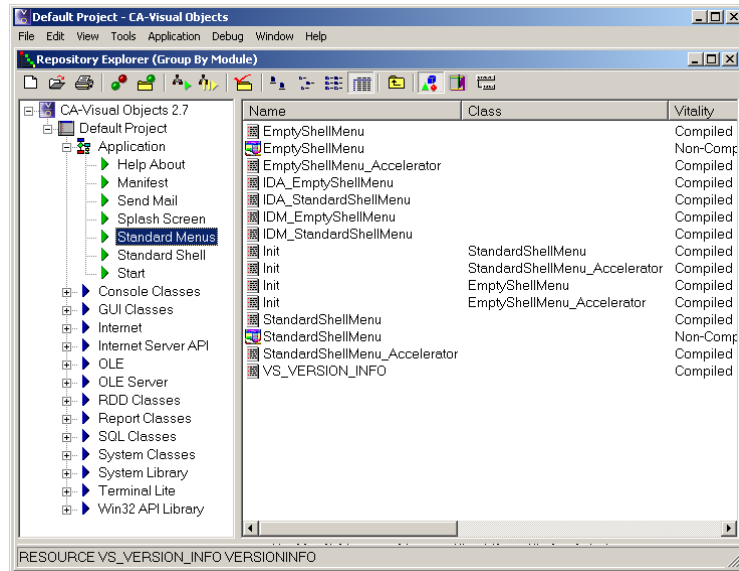 Default Project - CA-Visual Objects
File Edit View Tools Application Debug Window Help
Repository Explorer (Group By Module)
CA-Visual Objects 2.7
Default Project
Application
Help About
Manifest
Send Mail
Splash Screen
Standard Menus
Standard Shell
Start
Console Classes
GUI Classes
Internet
Internet Server API
OLE
OLE Server
RDD Classes
Report Classes
SQL Classes
System Classes
System Library
Terminal Lite
Win32 API Library
Name Class Vitality
EmptyShellMenu Compiled
EmptyShellMenu Non-Comp
EmptyShellMenu_Accelerator Compiled
IDA_EmptyShellMenu Compiled
IDA_StandardShellMenu Compiled
IDM_EmptyShellMenu Compiled
IDM_StandardShellMenu Compiled
Init StandardShellMenu Compiled
Init StandardShellMenu_Accelerator Compiled
Init EmptyShellMenu Compiled
Init EmptyShellMenu_Accelerator Compiled
StandardShellMenu Compiled
StandardShellMenu Non-Comp
StandardShellMenu_Accelerator Compiled
VS_VERSION_INFO Compiled
RESOURCE VS_VERSION_INFO VERSIONINFO